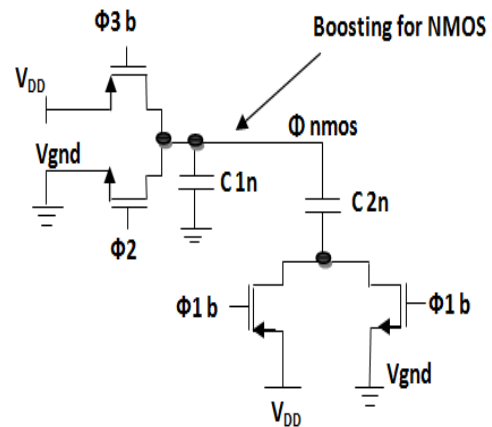 Φ3 b
Boosting for NMOS
VDD
Φ nmos
Vgnd
C 1n
C 2n
Φ2
Φ1 b
Φ1 b
Vgnd
VDD